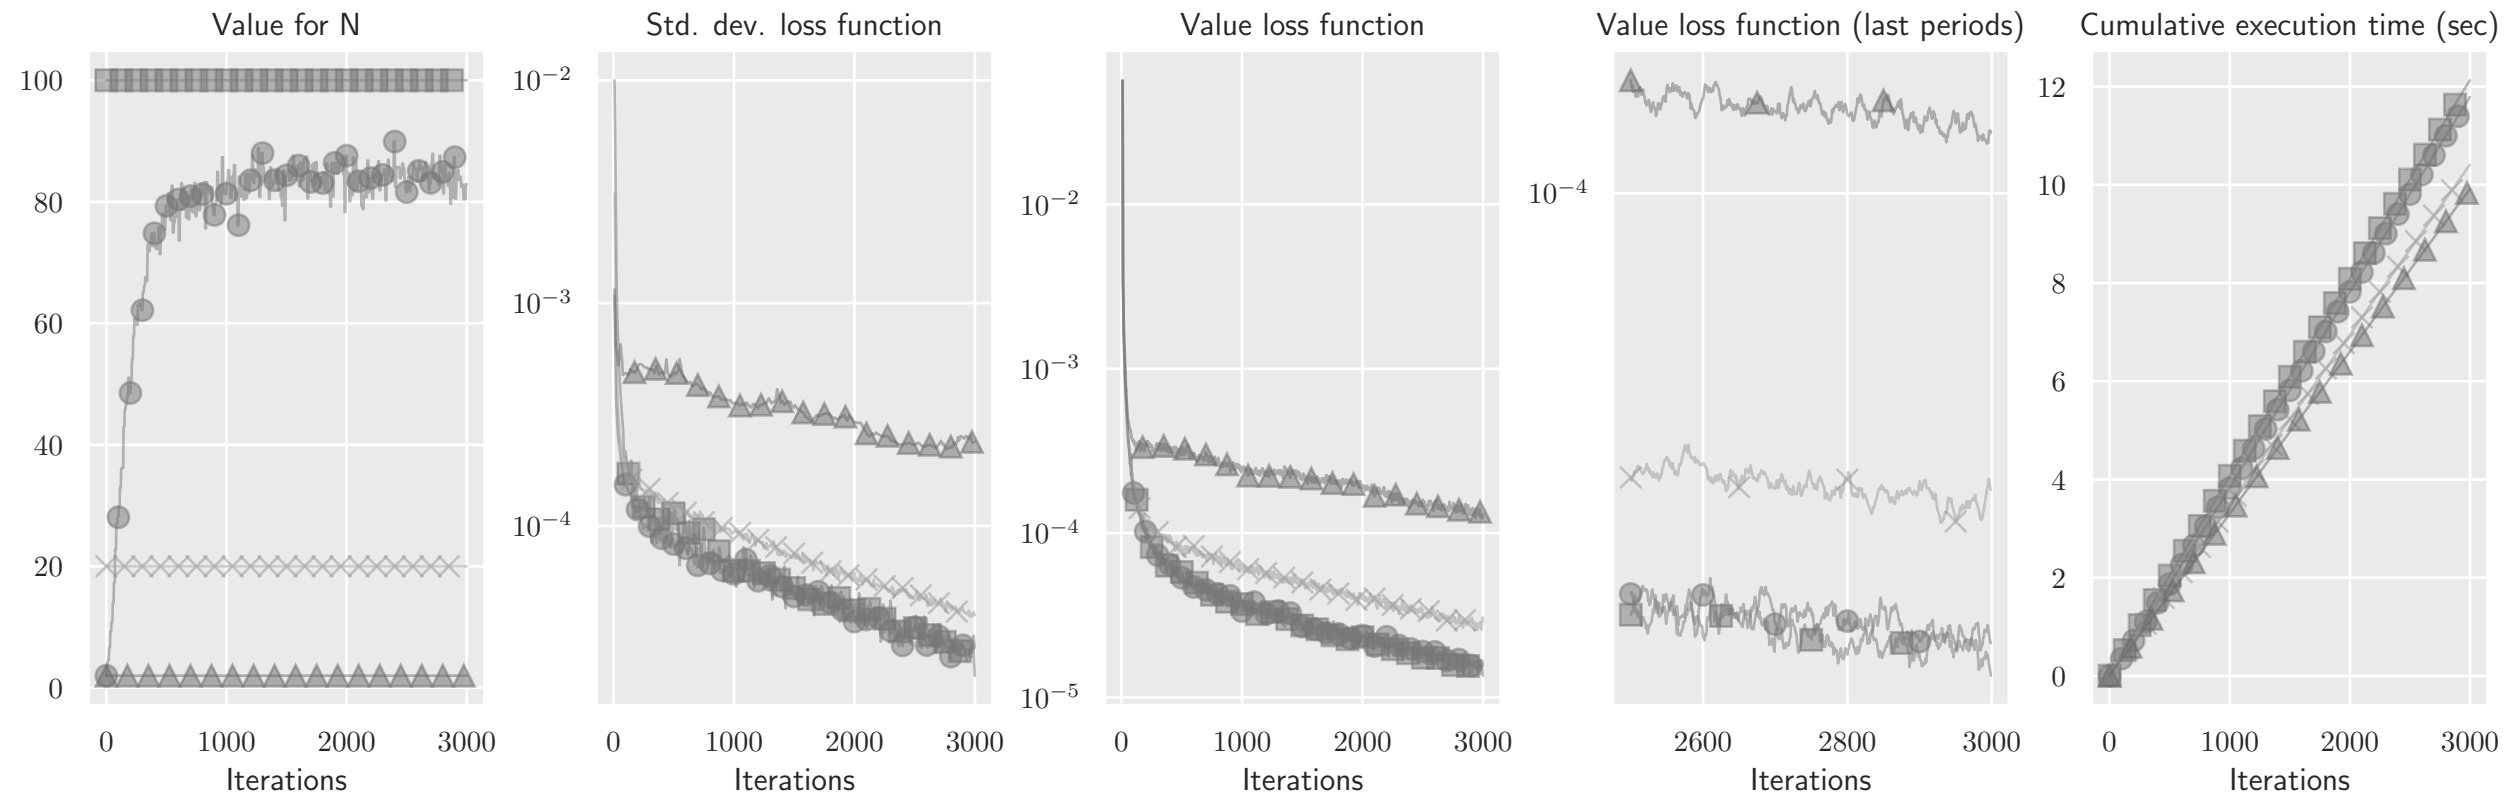 Value for N
100
80
60
40
20
0
0 1000 2000 3000
Iterations
Std. dev. loss function
10−2
10−3
10−4
0 1000 2000 3000
Iterations
Value loss function
10−2
10−3
10−4
10−5
0 1000 2000 3000
Iterations
Value loss function (last periods)
10−4
2600 2800 3000
Iterations
Cumulative execution time (sec)
12
10
8
6
4
2
0
0 1000 2000 3000
Iterations